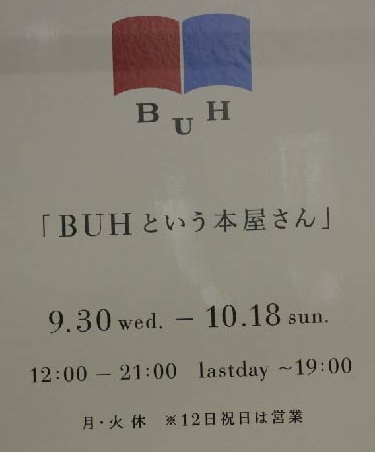 BUH
「BUHという本屋さん」
9.30 wed. – 10.18 sun.
12:00 – 21:00 lastday ~19:00
月・火 休 ※12日祝日は営業